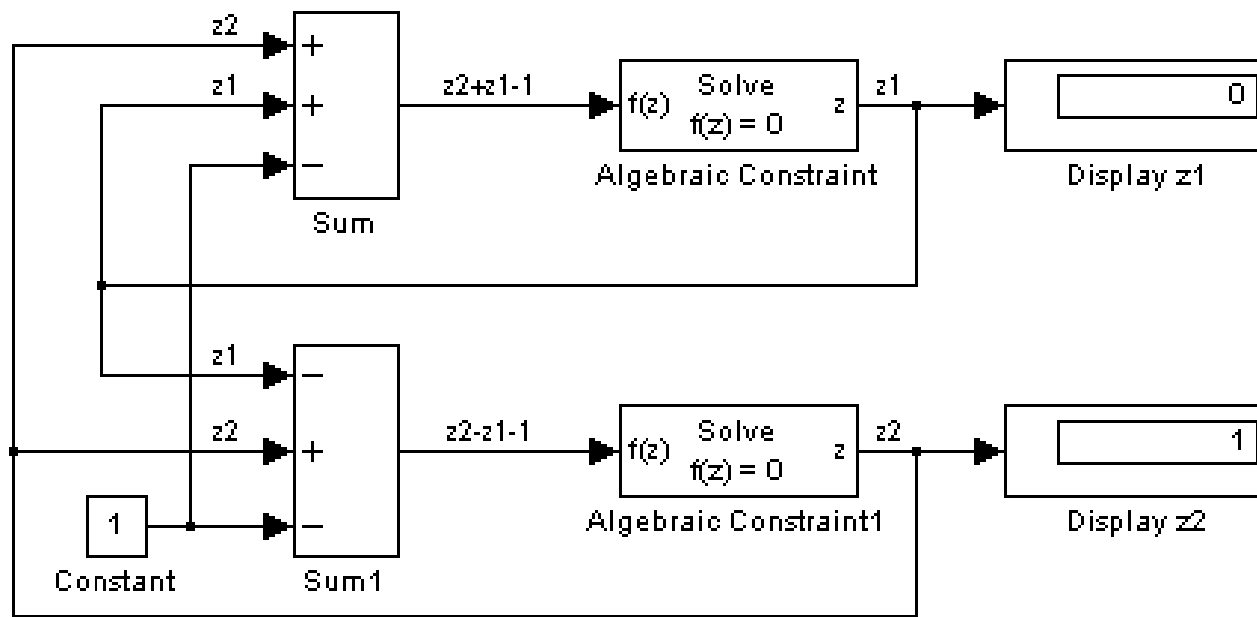 z2
+
z1
+
−
Sum
z2+z1-1
f(z)
Solve
f(z) = 0
z
Algebraic Constraint
z1
0
Display z1
z1
−
z2
+
−
Sum1
1
Constant
z2-z1-1
f(z)
Solve
f(z) = 0
z
Algebraic Constraint1
z2
1
Display z2